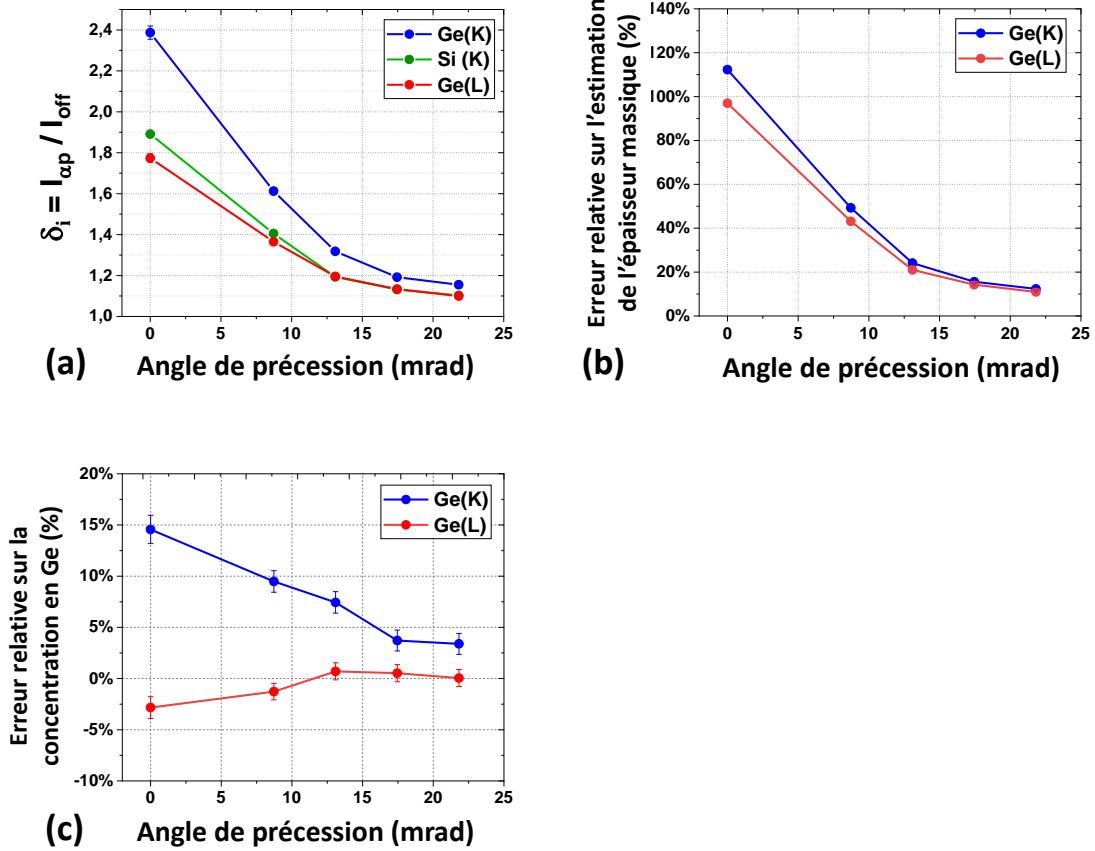 2,4
2,2
2,0
1,8
1,6
1,4
1,2
1,0
δi = Iαp / Ioff
Ge(K)
Si (K)
Ge(L)
0
5
10
15
20
25
(a)
Angle de précession (mrad)
140%
120%
100%
80%
60%
40%
20%
0%
Erreur relative sur l'estimation
de l'épaisseur massique (%)
Ge(K)
Ge(L)
0
5
10
15
20
25
(b)
Angle de précession (mrad)
20%
15%
10%
5%
0%
-5%
-10%
Erreur relative sur la
concentration en Ge (%)
Ge(K)
Ge(L)
0
5
10
15
20
25
(c)
Angle de précession (mrad)